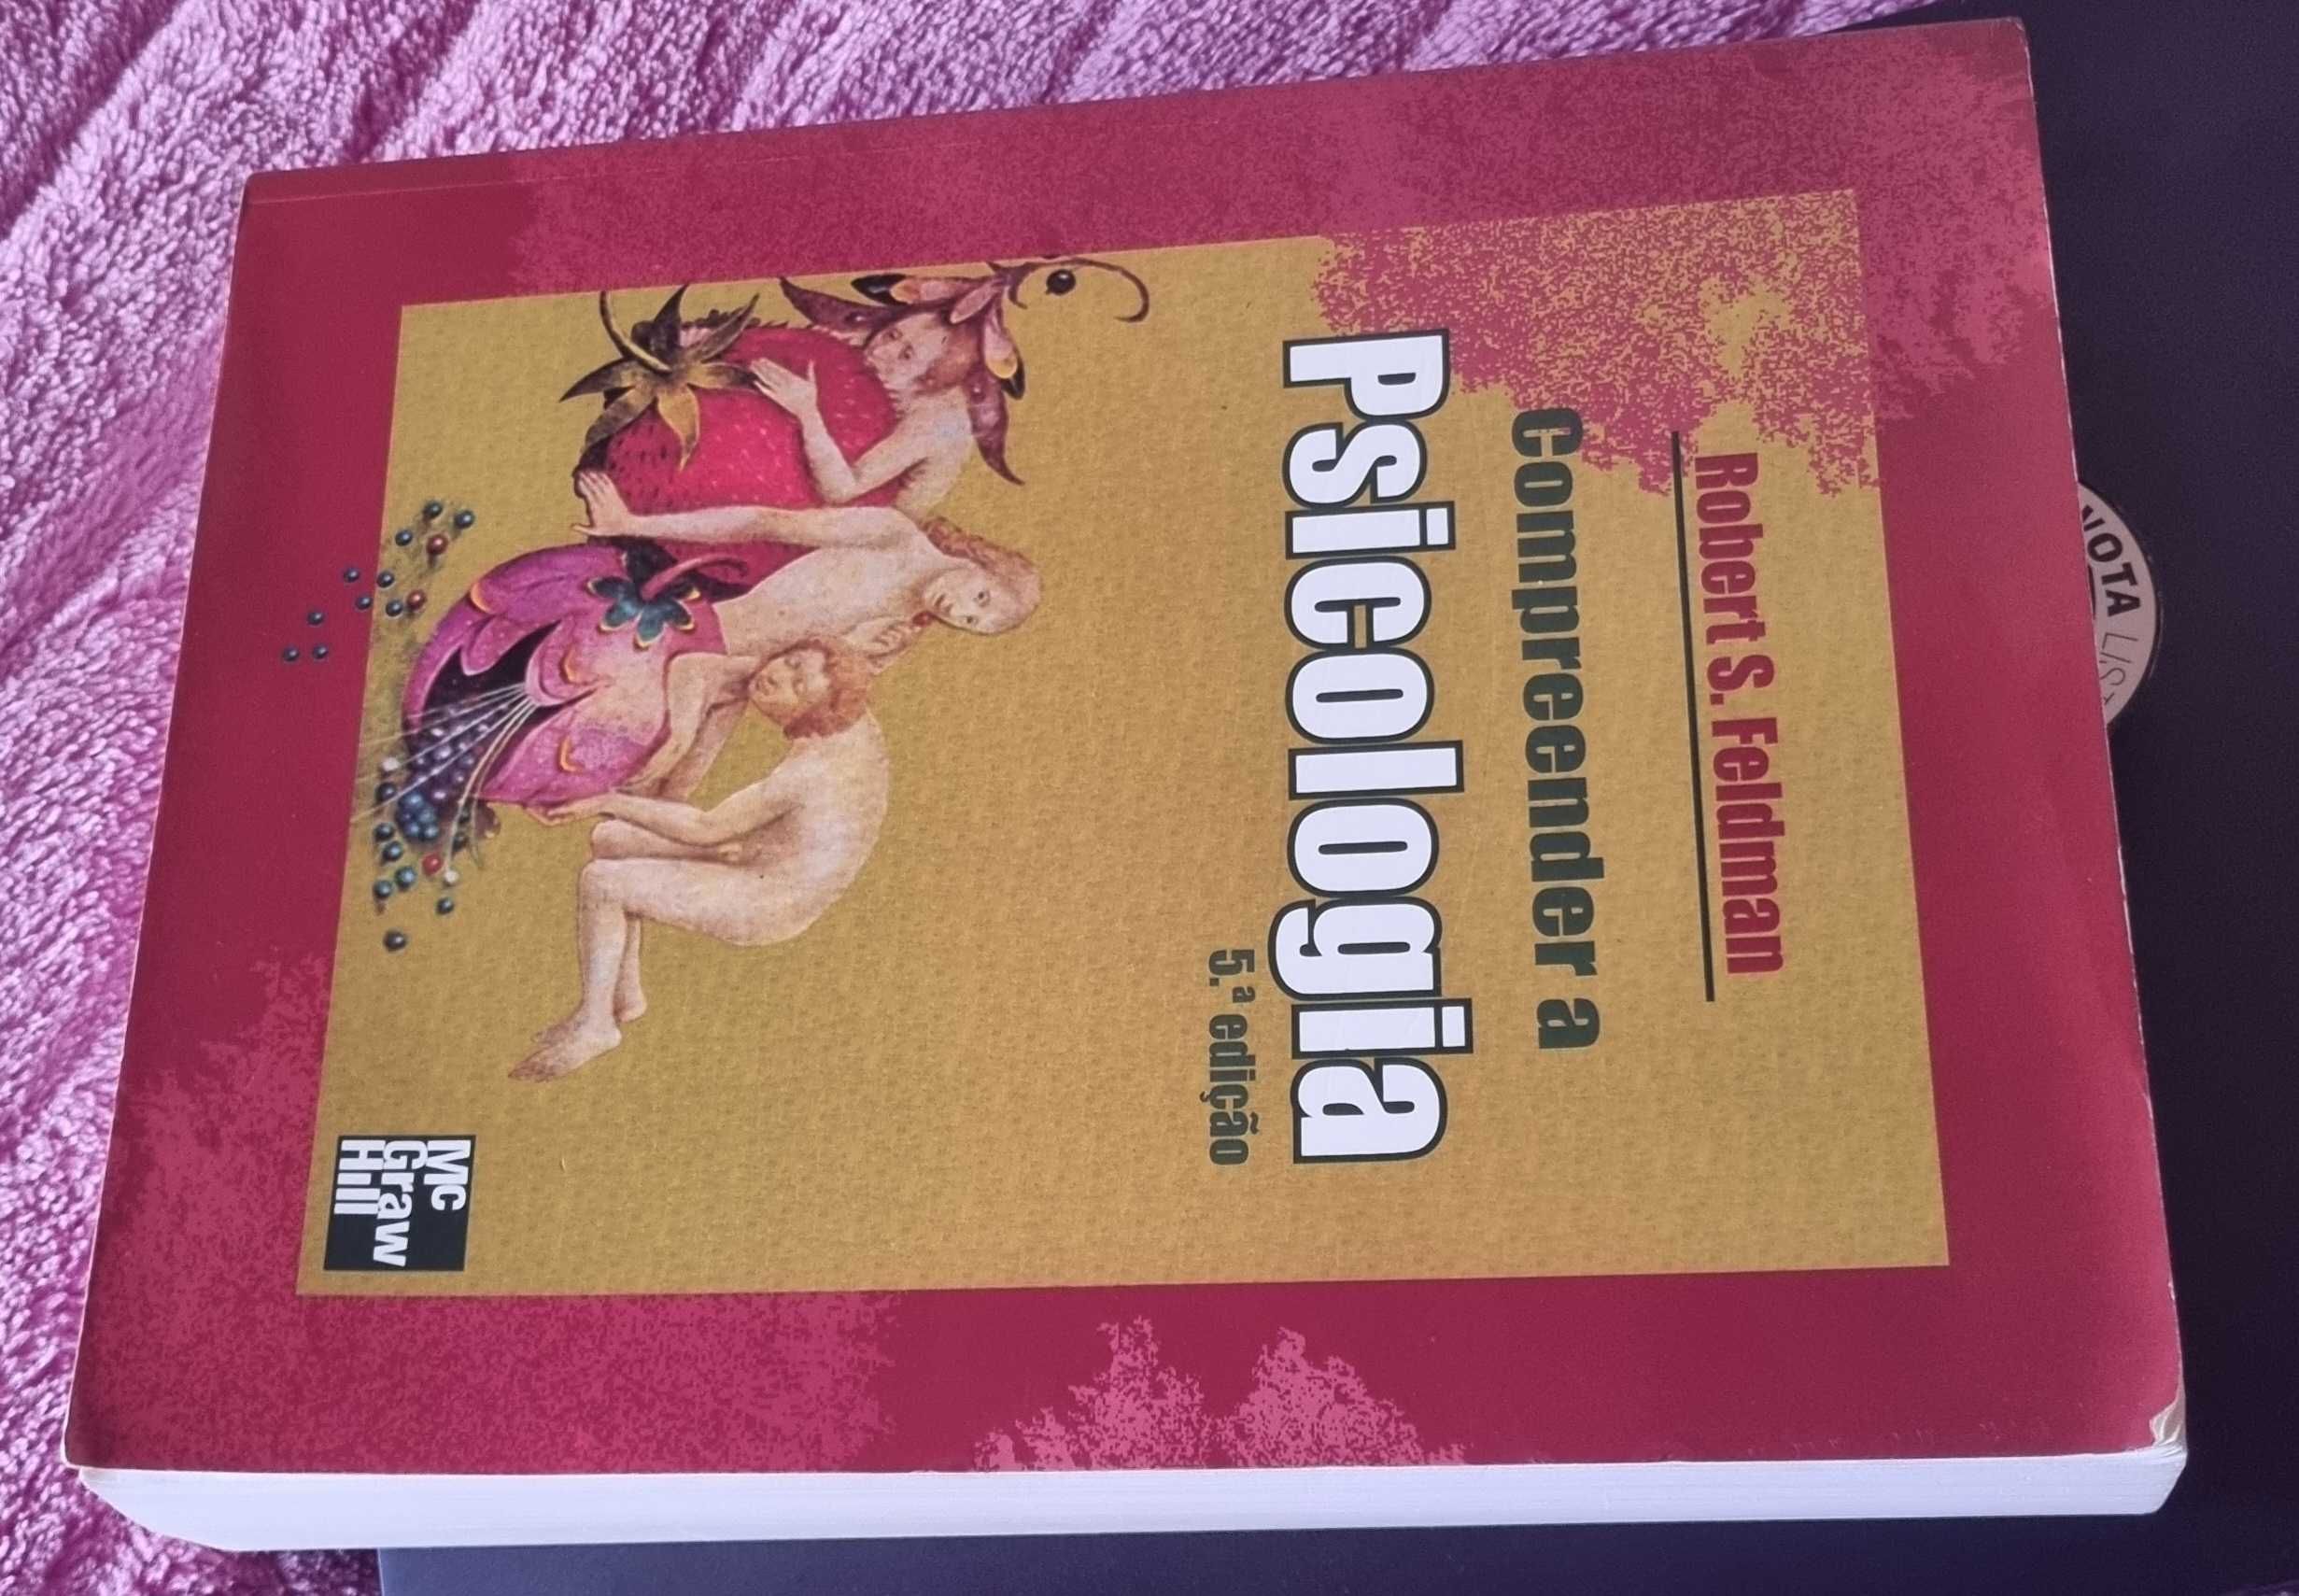 Robert S. Feldman
Compreender a
Psicologia
5.ª edição
Mc
Graw
Hill
NOTA